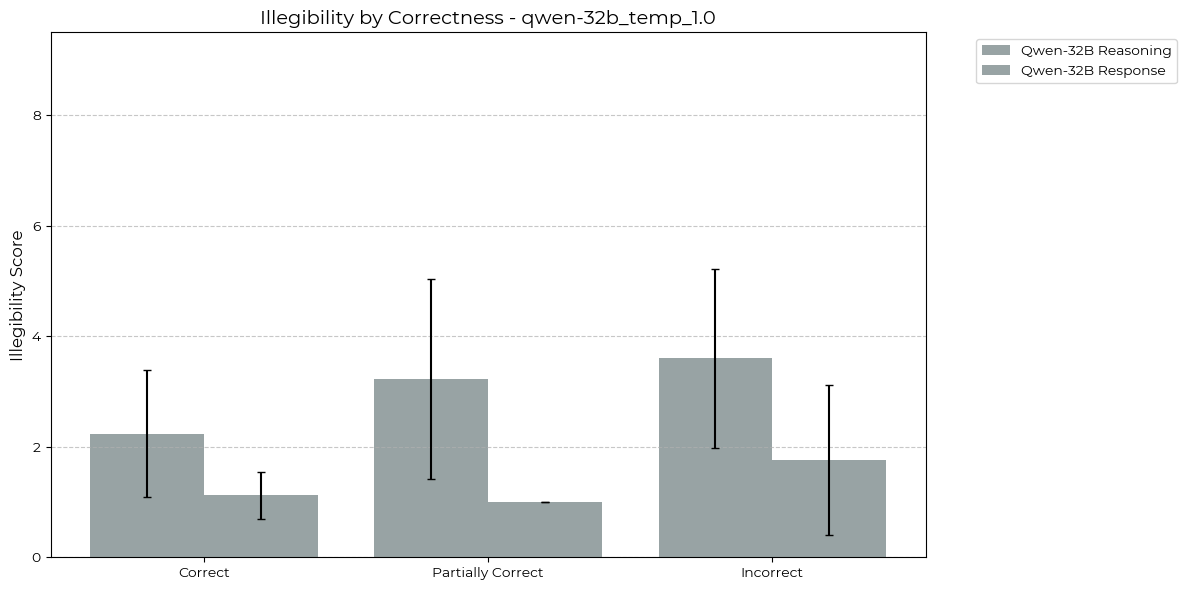 Illegibility by Correctness - qwen-32b_temp_1.0
Qwen-32B Reasoning
Qwen-32B Response
Illegibility Score
8
6
4
2
0
Correct
Partially Correct
Incorrect